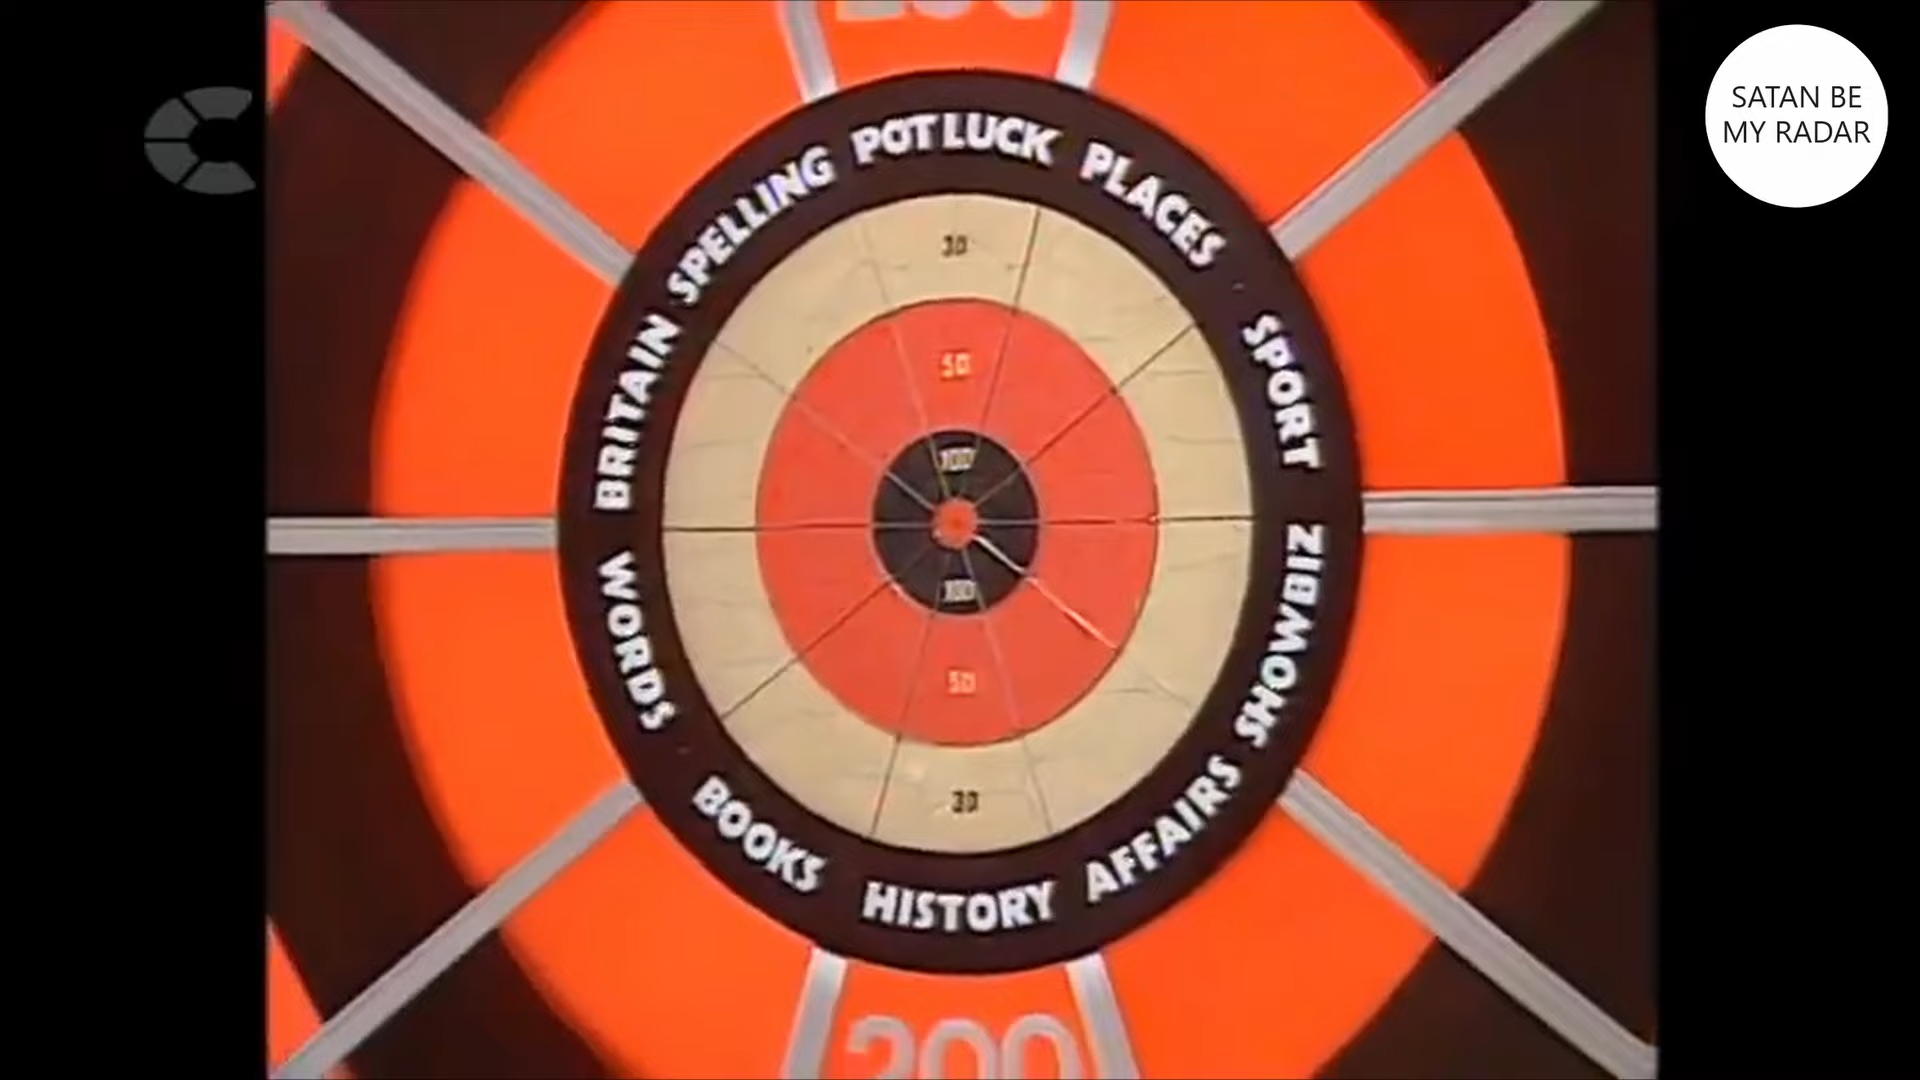 SATAN BE
MY RADAR
POT LUCK
PLACES
SPORT
SHOWBIZ
AFFAIRS
HISTORY
BOOKS
WORDS
BRITAIN
SPELLING
30
50
100
100
50
30
200